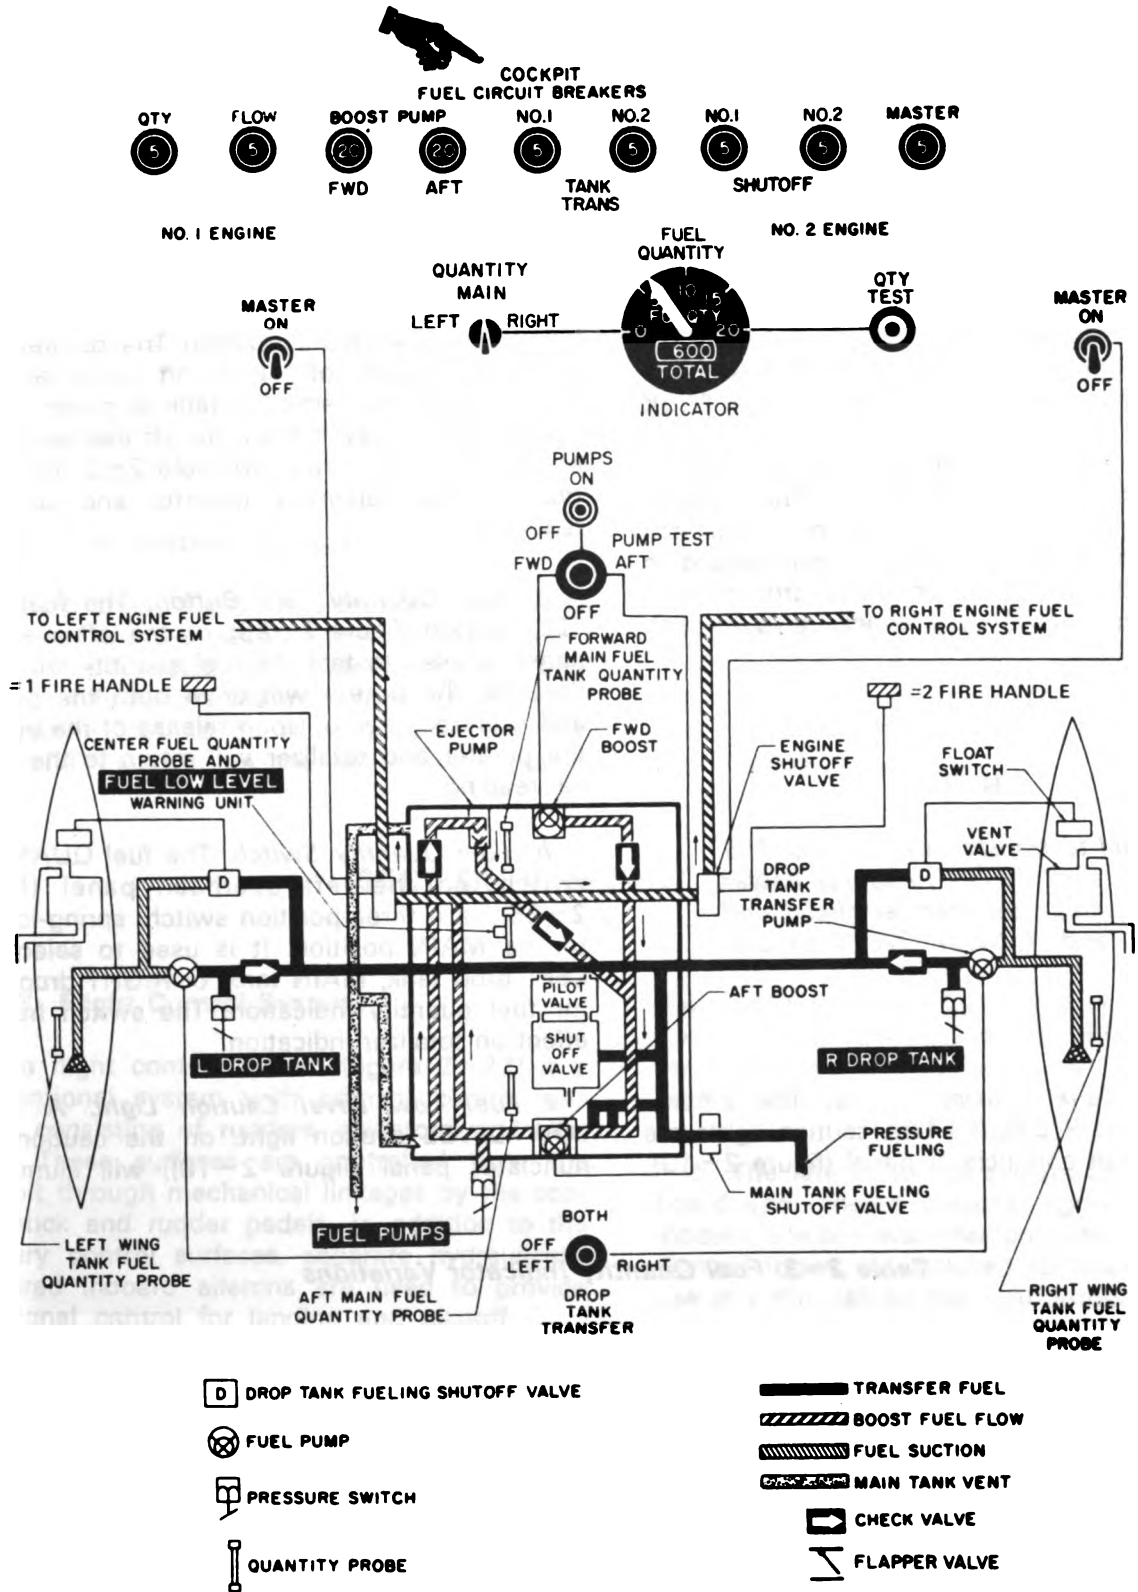 COCKPIT
FUEL CIRCUIT BREAKERS
QTY FLOW BOOST PUMP NO.1 NO.2 NO.1 NO.2 MASTER
5 5 20 20 5 5 5 5 5
FWD AFT TANK TRANS SHUTOFF
NO. 1 ENGINE
NO. 2 ENGINE
FUEL
QUANTITY
QUANTITY
MAIN
LEFT RIGHT
QTY
TEST
MASTER
ON
OFF
MASTER
ON
OFF
0 5 10 15 20
600
TOTAL
INDICATOR
PUMPS
ON
OFF
PUMP TEST
FWD AFT
OFF
TO LEFT ENGINE FUEL
CONTROL SYSTEM
TO RIGHT ENGINE FUEL
CONTROL SYSTEM
FORWARD
MAIN FUEL
TANK QUANTITY
PROBE
=1 FIRE HANDLE
=2 FIRE HANDLE
CENTER FUEL QUANTITY
PROBE AND
FUEL LOW LEVEL
WARNING UNIT
EJECTOR
PUMP
FWD
BOOST
ENGINE
SHUTOFF
VALVE
FLOAT
SWITCH
VENT
VALVE
DROP
TANK
TRANSFER
PUMP
D
D
PILOT
VALVE
SHUT
OFF
VALVE
AFT BOOST
L DROP TANK
R DROP TANK
PRESSURE
FUELING
MAIN TANK FUELING
SHUTOFF VALVE
FUEL PUMPS
BOTH
OFF
LEFT RIGHT
DROP
TANK
TRANSFER
LEFT WING
TANK FUEL
QUANTITY PROBE
AFT MAIN FUEL
QUANTITY PROBE
RIGHT WING
TANK FUEL
QUANTITY
PROBE
D DROP TANK FUELING SHUTOFF VALVE
FUEL PUMP
PRESSURE SWITCH
QUANTITY PROBE
TRANSFER FUEL
BOOST FUEL FLOW
FUEL SUCTION
MAIN TANK VENT
CHECK VALVE
FLAPPER VALVE